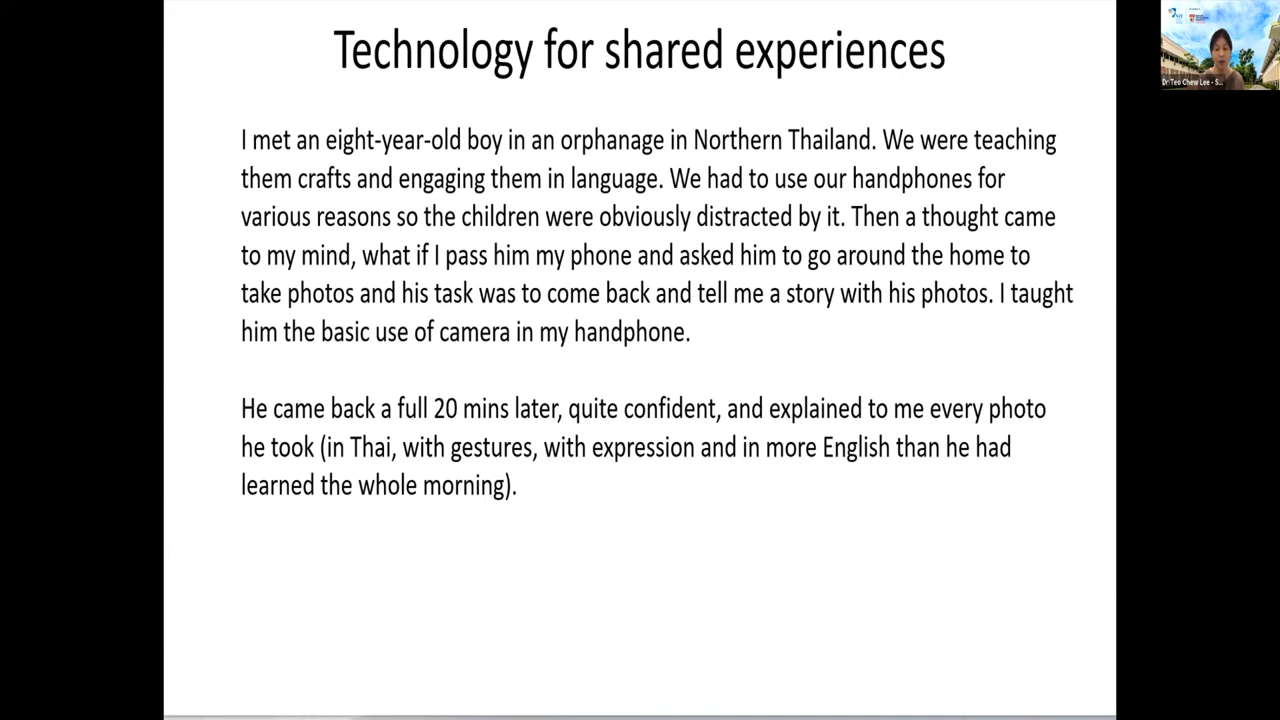 Technology for shared experiences
I met an eight-year-old boy in an orphanage in Northern Thailand. We were teaching
them crafts and engaging them in language. We had to use our handphones for
various reasons so the children were obviously distracted by it. Then a thought came
to my mind, what if I pass him my phone and asked him to go around the home to
take photos and his task was to come back and tell me a story with his photos. I taught
him the basic use of camera in my handphone.
He came back a full 20 mins later, quite confident, and explained to me every photo
he took (in Thai, with gestures, with expression and in more English than he had
learned the whole morning).
Dr Teo Chew Lee - S...